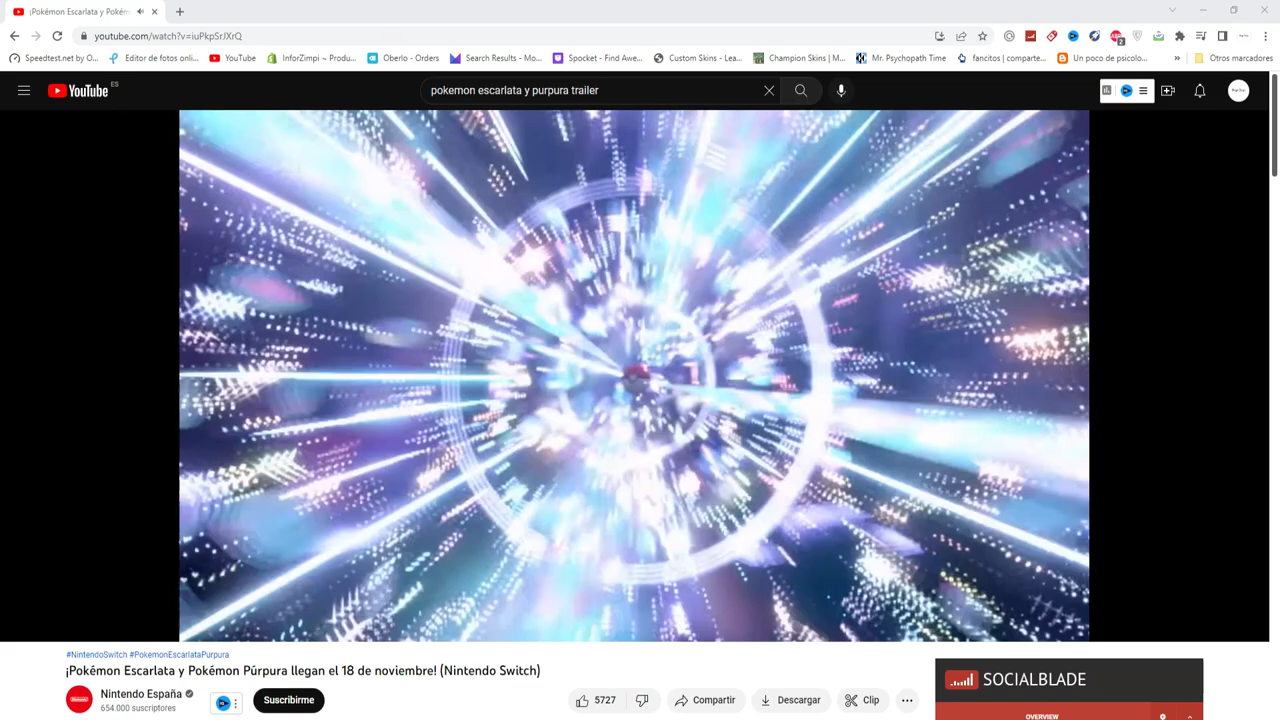 ¡Pokémon Escarlata y Pokém
youtube.com/watch?v=iuPkpSrJXrQ
2
Speedtest.net by O...
Editor de fotos onli...
YouTube
InforZimpi ~ Produ...
Oberlo - Orders
Search Results - Mo...
Spocket - Find Awe...
Custom Skins - Lea...
Champion Skins | M...
Mr. Psychopath Time
fancitos | comparte...
Un poco de psicolo...
»
Otros marcadores
YouTube ES
pokemon escarlata y purpura trailer
#NintendoSwitch #PokemonEscarlataPurpura
¡Pokémon Escarlata y Pokémon Púrpura llegan el 18 de noviembre! (Nintendo Switch)
Nintendo España
654.000 suscriptores
Suscribirme
5727
Compartir
Descargar
Clip
SOCIALBLADE
OVERVIEW